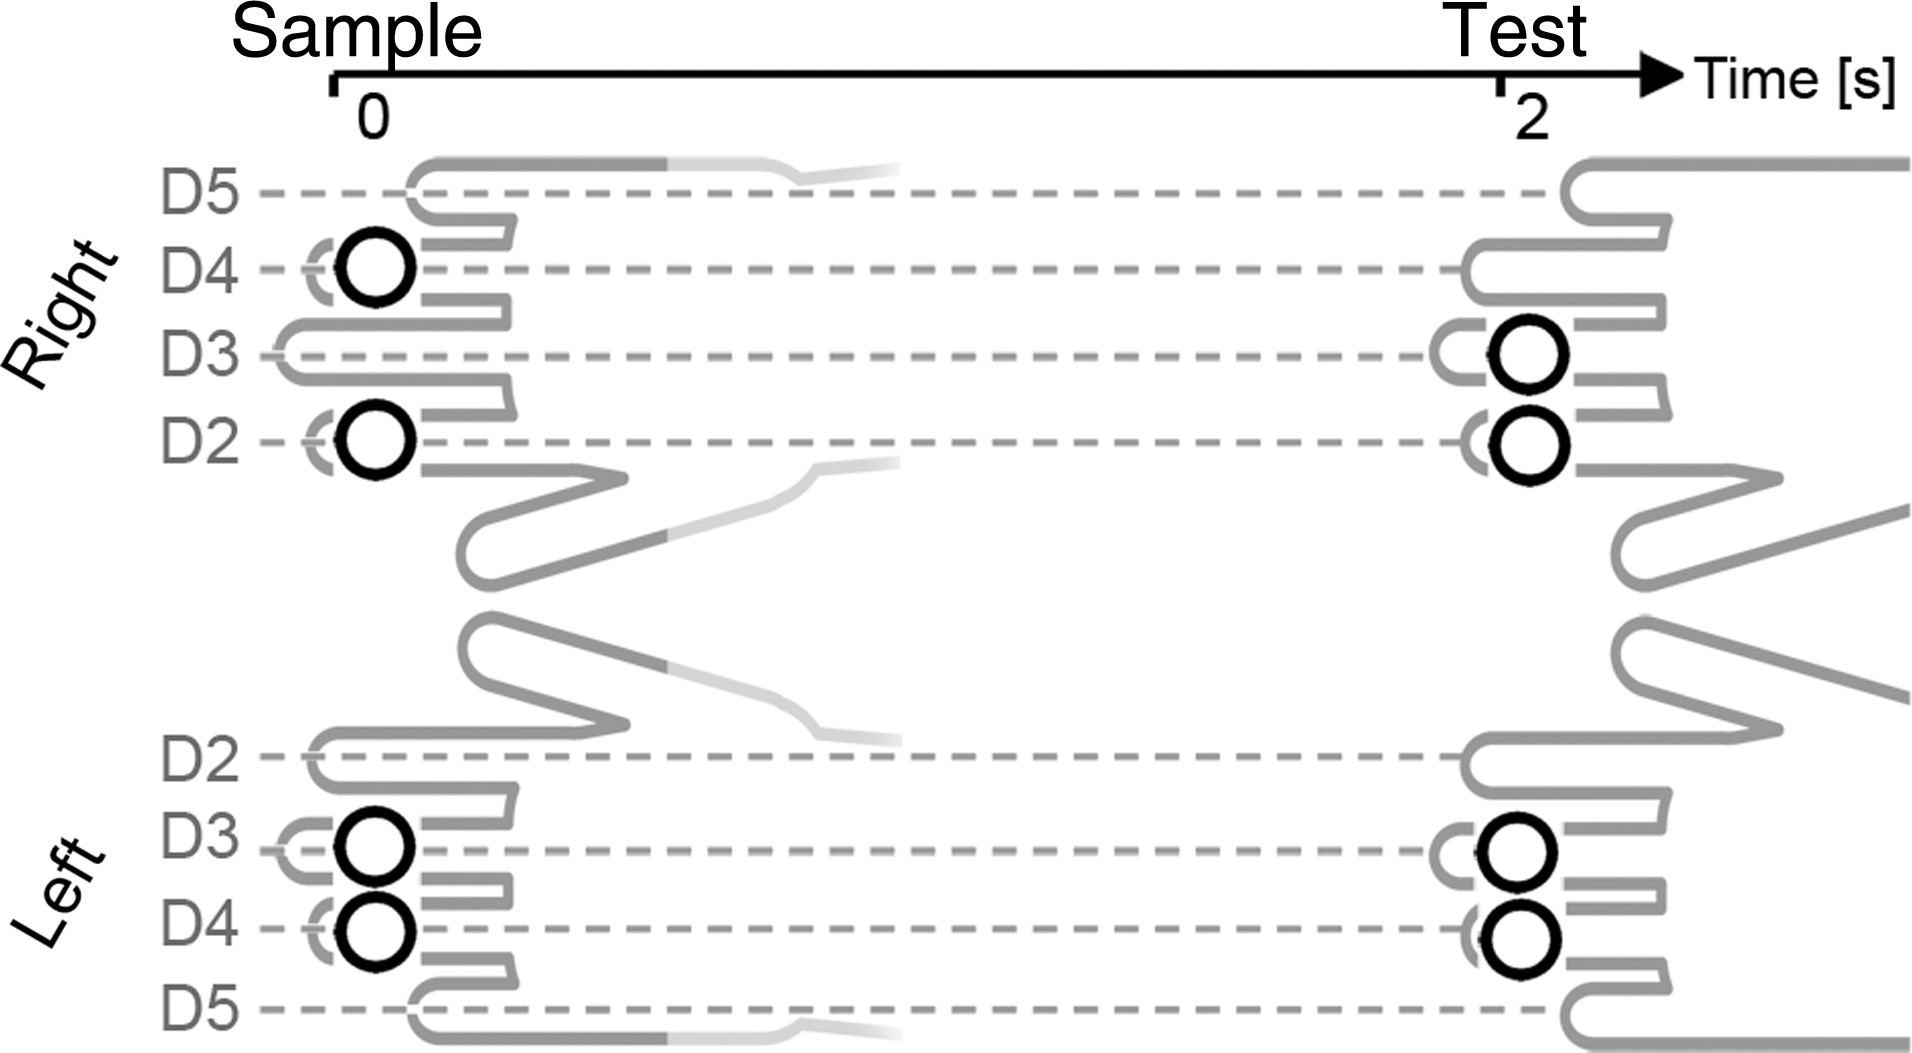 Sample
Test
Time [s]
0
2
Right
D5
D4
D3
D2
Left
D2
D3
D4
D5